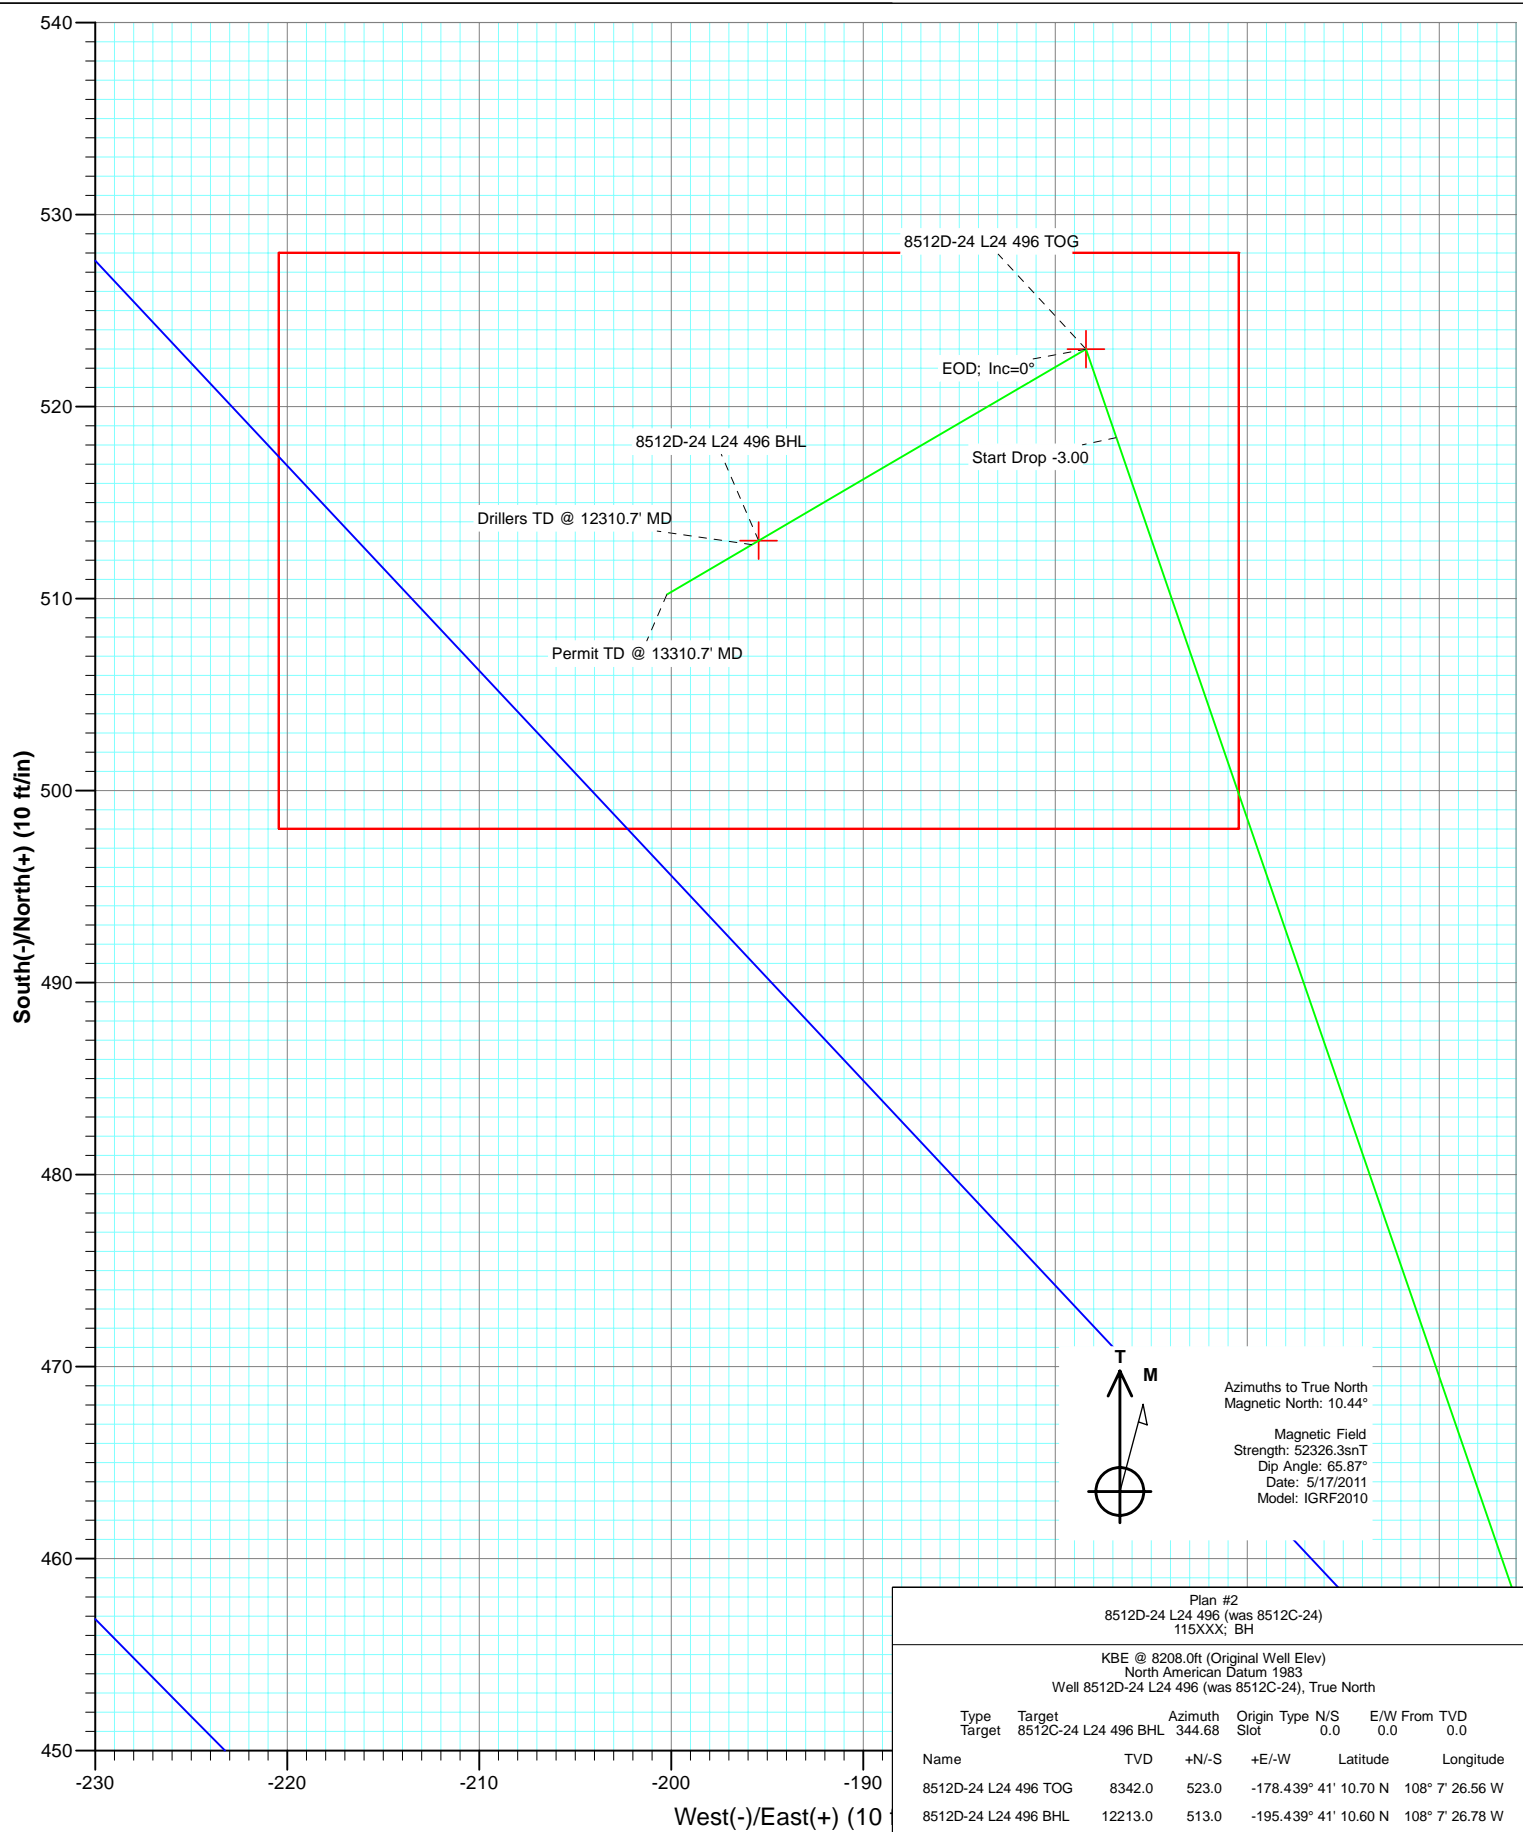 540
530
520
510
500
490
480
470
460
450
South(-)/North(+) (10 ft/in)
-230
-220
-210
-200
-190
West(-)/East(+) (10
8512D-24 L24 496 TOG
EOD; Inc=0°
8512D-24 L24 496 BHL
Start Drop -3.00
Drillers TD @ 12310.7' MD
Permit TD @ 13310.7' MD
T
M
Azimuths to True North
Magnetic North: 10.44°
Magnetic Field
Strength: 52326.3snT
Dip Angle: 65.87°
Date: 5/17/2011
Model: IGRF2010
Plan #2
8512D-24 L24 496 (was 8512C-24)
115XXX; BH
KBE @ 8208.0ft (Original Well Elev)
North American Datum 1983
Well 8512D-24 L24 496 (was 8512C-24), True North
Type Target Azimuth Origin Type N/S E/W From TVD
Target 8512C-24 L24 496 BHL 344.68 Slot 0.0 0.0 0.0
Name TVD +N/-S +E/-W Latitude Longitude
8512D-24 L24 496 TOG 8342.0 523.0 -178.439° 41' 10.70 N 108° 7' 26.56 W
8512D-24 L24 496 BHL 12213.0 513.0 -195.439° 41' 10.60 N 108° 7' 26.78 W